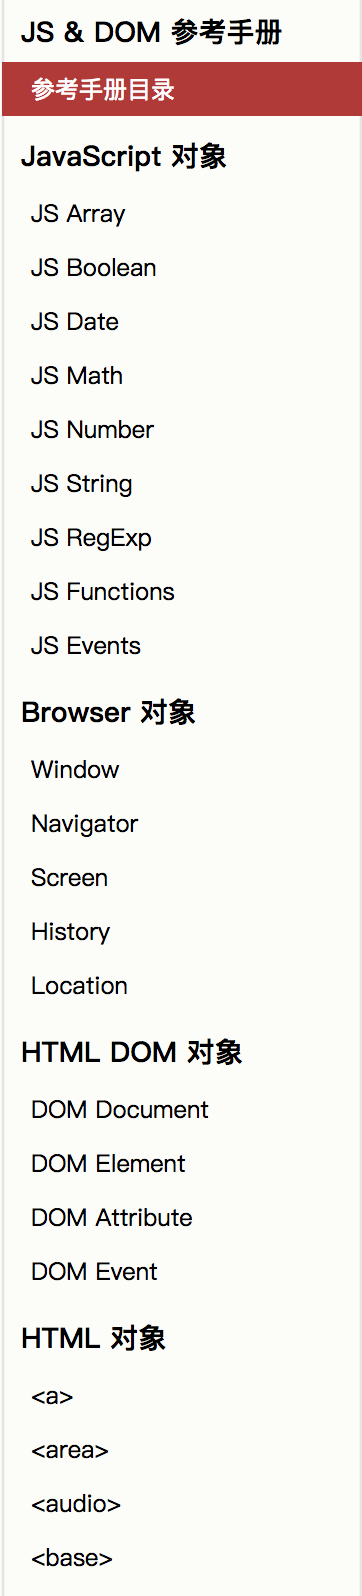 JS & DOM 参考手册
参考手册目录
JavaScript 对象
JS Array
JS Boolean
JS Date
JS Math
JS Number
JS String
JS RegExp
JS Functions
JS Events
Browser 对象
Window
Navigator
Screen
History
Location
HTML DOM 对象
DOM Document
DOM Element
DOM Attribute
DOM Event
HTML 对象
<a>
<area>
<audio>
<base>